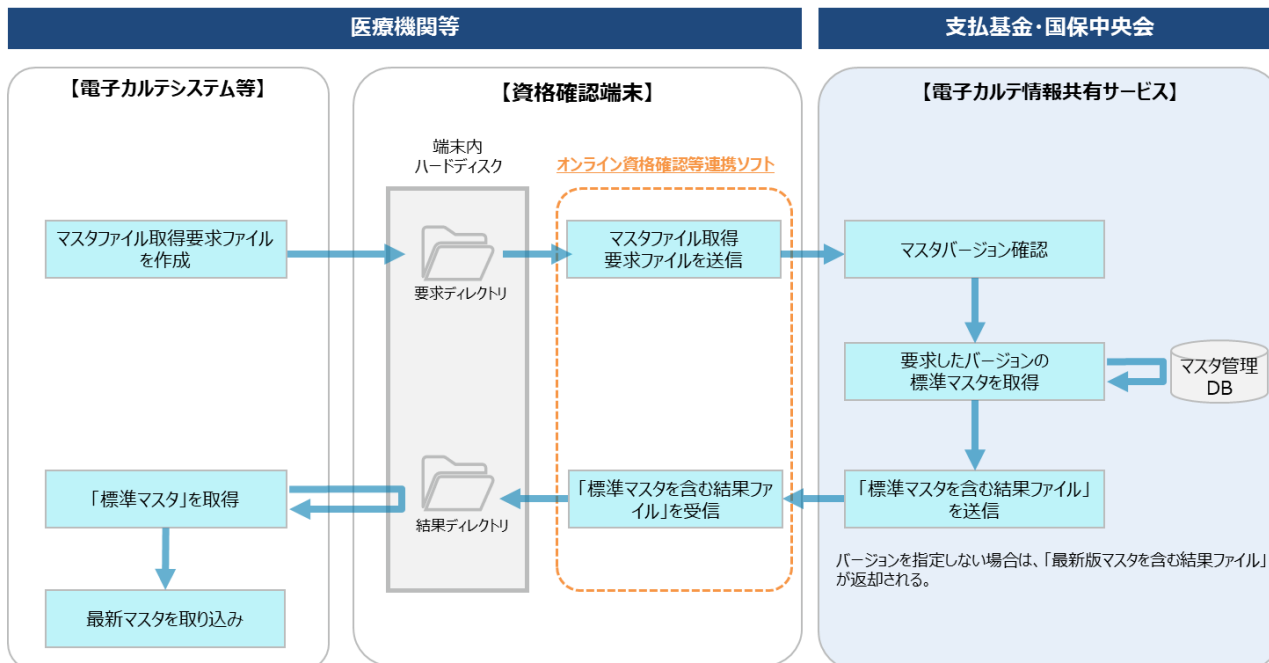 医療機関等
支払基金・国保中央会
【電子カルテシステム等】
【資格確認端末】
【電子カルテ情報共有サービス】
端末内
ハードディスク
オンライン資格確認等連携ソフト
マスタファイル取得要求ファイル
を作成
要求ディレクトリ
マスタファイル取得
要求ファイルを送信
マスタバージョン確認
要求したバージョンの
標準マスタを取得
マスタ管理
DB
「標準マスタ」を取得
結果ディレクトリ
「標準マスタを含む結果ファ
イル」を受信
「標準マスタを含む結果ファイル」
を送信
バージョンを指定しない場合は、「最新版マスタを含む結果ファイル」
が返却される。
最新マスタを取り込み